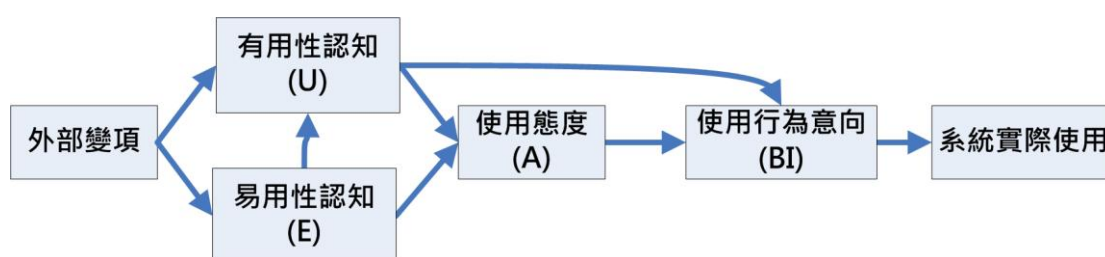 有用性認知
(U)
外部變項
易用性認知
(E)
使用態度
(A)
使用行為意向
(BI)
系統實際使用